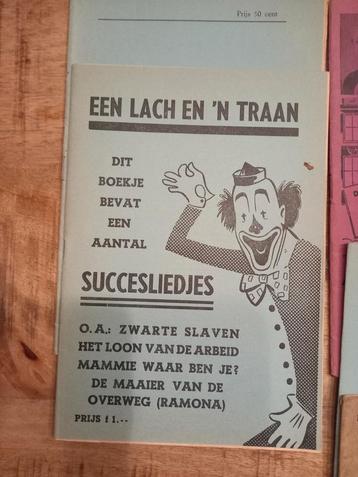 Prijs 50 cent
EEN LACH EN 'N TRAAN
DIT
BOEKJE
BEVAT
EEN
AANTAL
SUCCESLIEDJES
O.A.: ZWARTE SLAVEN
HET LOON VAN DE ARBEID
MAMMIE WAAR BEN JE?
DE MAAIER VAN DE
OVERWEG (RAMONA)
PRIJS f 1.--